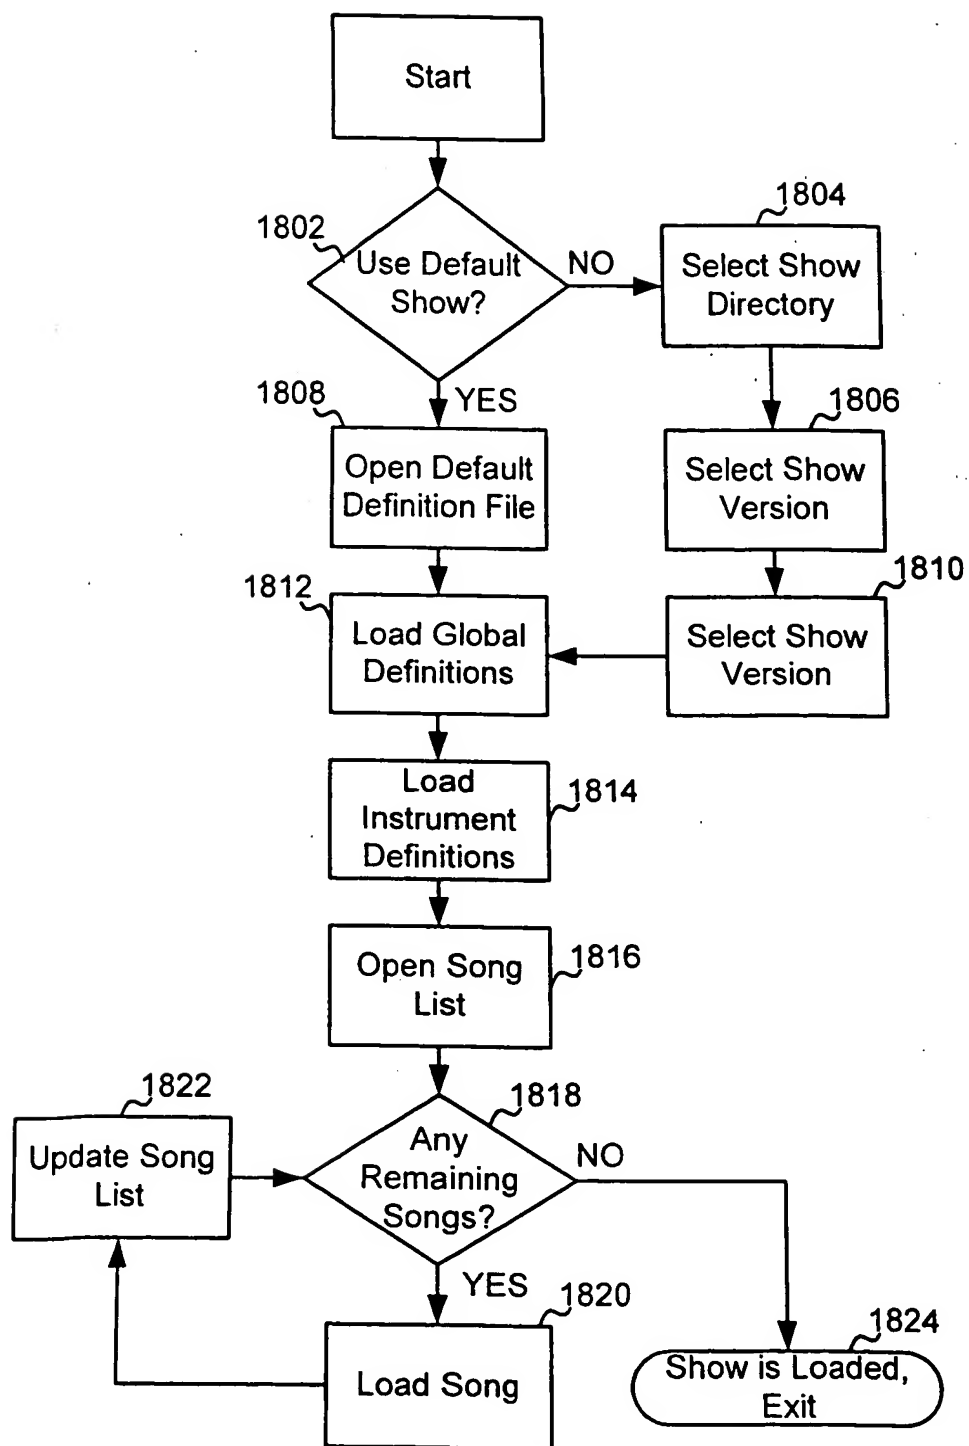 Start
1802
Use Default
Show?
NO
1804
Select Show
Directory
YES
1808
Open Default
Definition File
1806
Select Show
Version
1812
Load Global
Definitions
1810
Select Show
Version
Load
Instrument
Definitions
1814
Open Song
List
1816
1822
Update Song
List
1818
Any
Remaining
Songs?
NO
YES
1820
Load Song
1824
Show is Loaded,
Exit